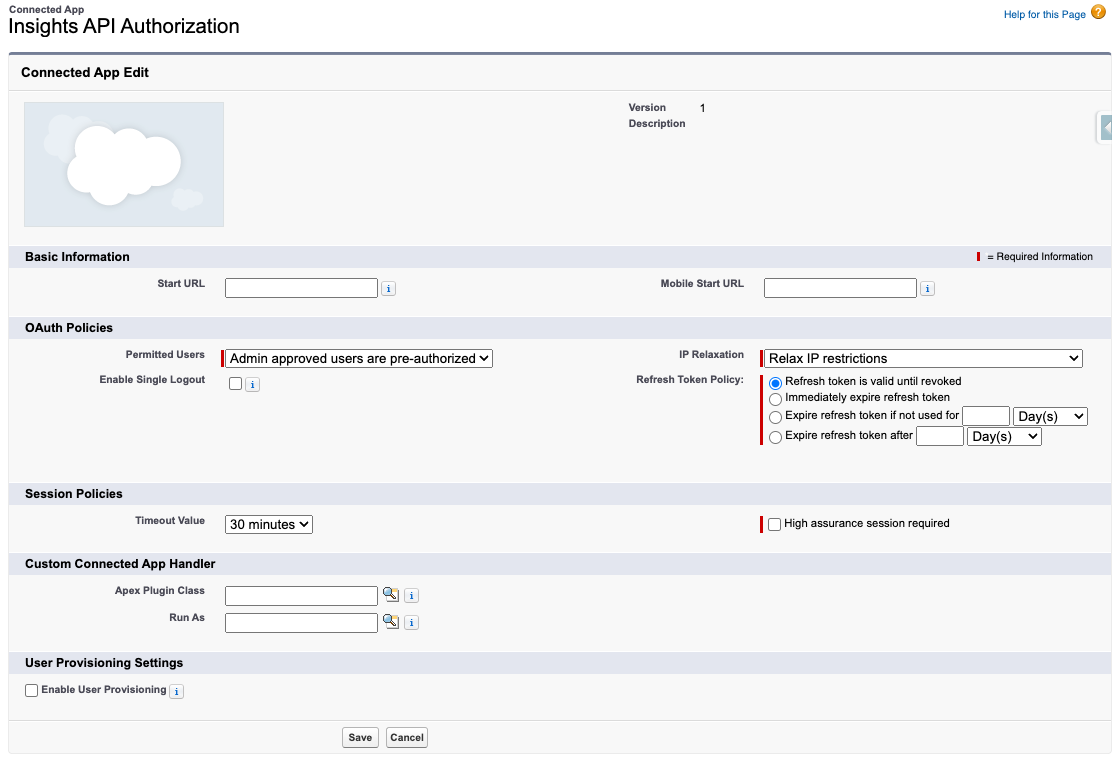 Connected App
Insights API Authorization
Help for this Page ?
Connected App Edit
Version 1
Description
Basic Information
= Required Information
Start URL i
Mobile Start URL i
OAuth Policies
Permitted Users Admin approved users are pre-authorized
IP Relaxation Relax IP restrictions
Enable Single Logout i
Refresh Token Policy: Refresh token is valid until revoked
Immediately expire refresh token
Expire refresh token if not used for Day(s)
Expire refresh token after Day(s)
Session Policies
Timeout Value 30 minutes
High assurance session required
Custom Connected App Handler
Apex Plugin Class i
Run As i
User Provisioning Settings
Enable User Provisioning i
Save Cancel